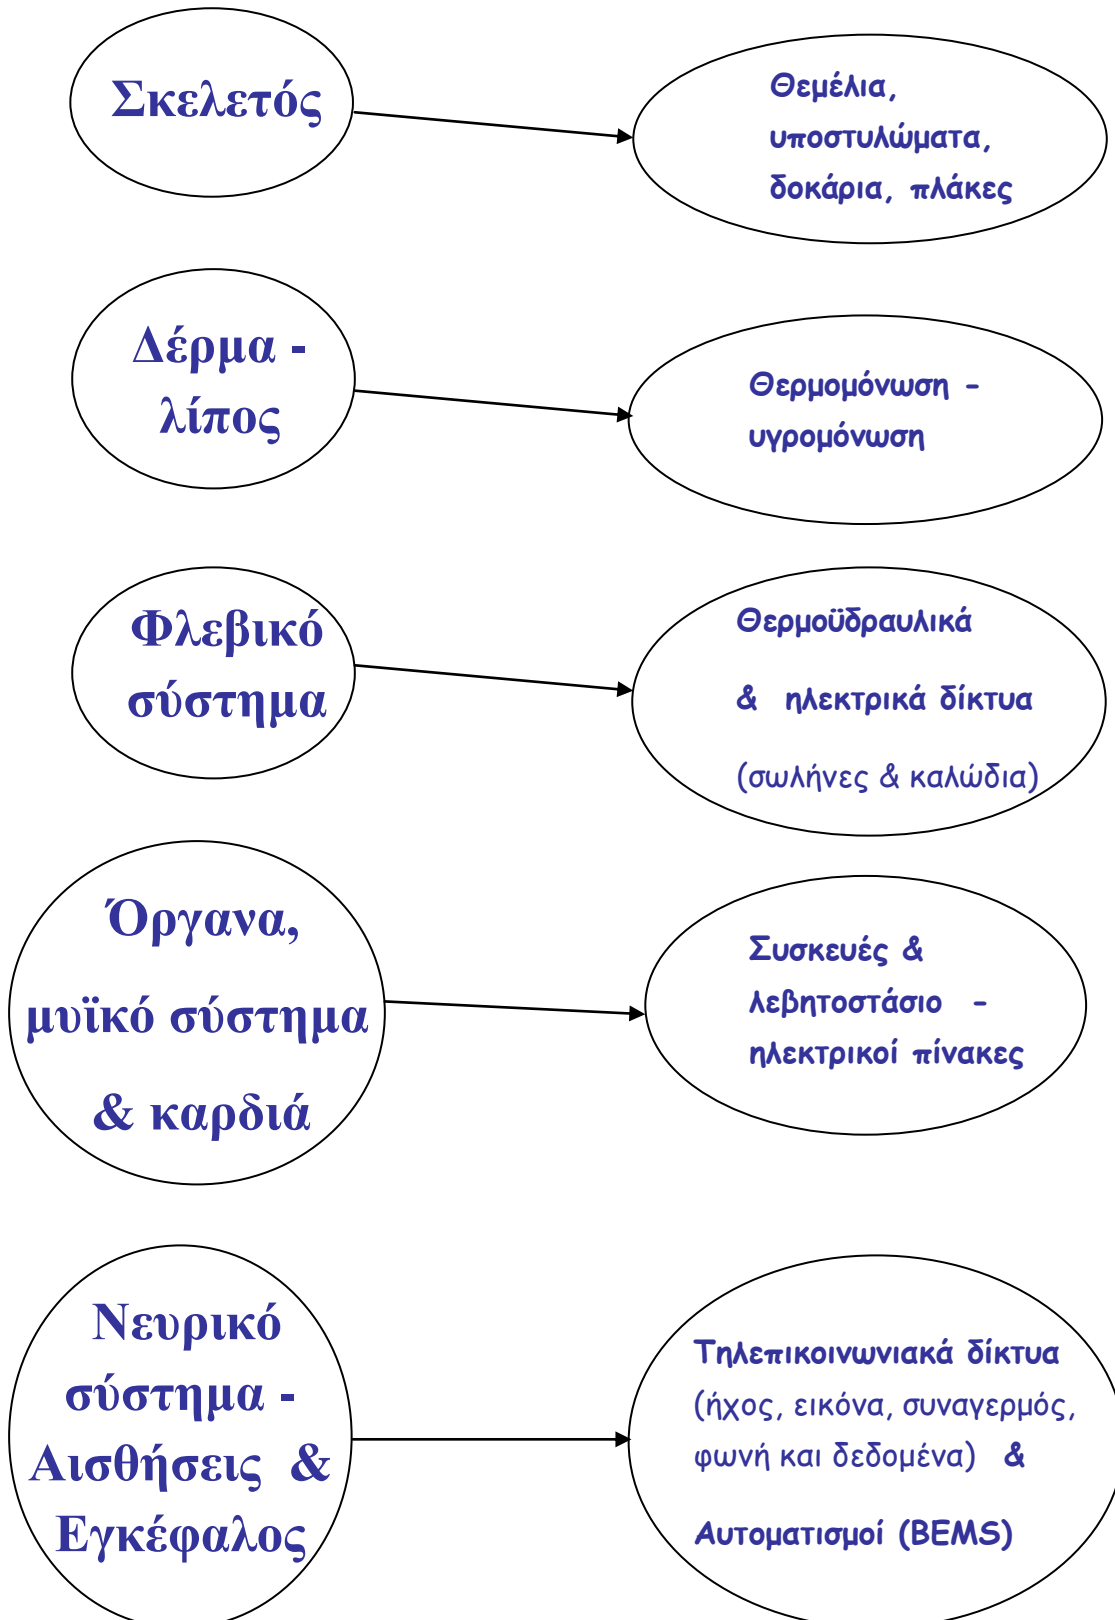 Σκελετός
Θεμέλια,
υποστυλώματα,
δοκάρια, πλάκες
Δέρμα -
λίπος
Θερμομόνωση -
υγρομόνωση
Φλεβικό
σύστημα
Θερμοϋδραυλικά
& ηλεκτρικά δίκτυα
(σωλήνες & καλώδια)
Όργανα,
μυϊκό σύστημα
& καρδιά
Συσκευές &
λεβητοστάσιο -
ηλεκτρικοί πίνακες
Νευρικό
σύστημα -
Αισθήσεις &
Εγκέφαλος
Τηλεπικοινωνιακά δίκτυα
(ήχος, εικόνα, συναγερμός,
φωνή και δεδομένα) &
Αυτοματισμοί (BEMS)